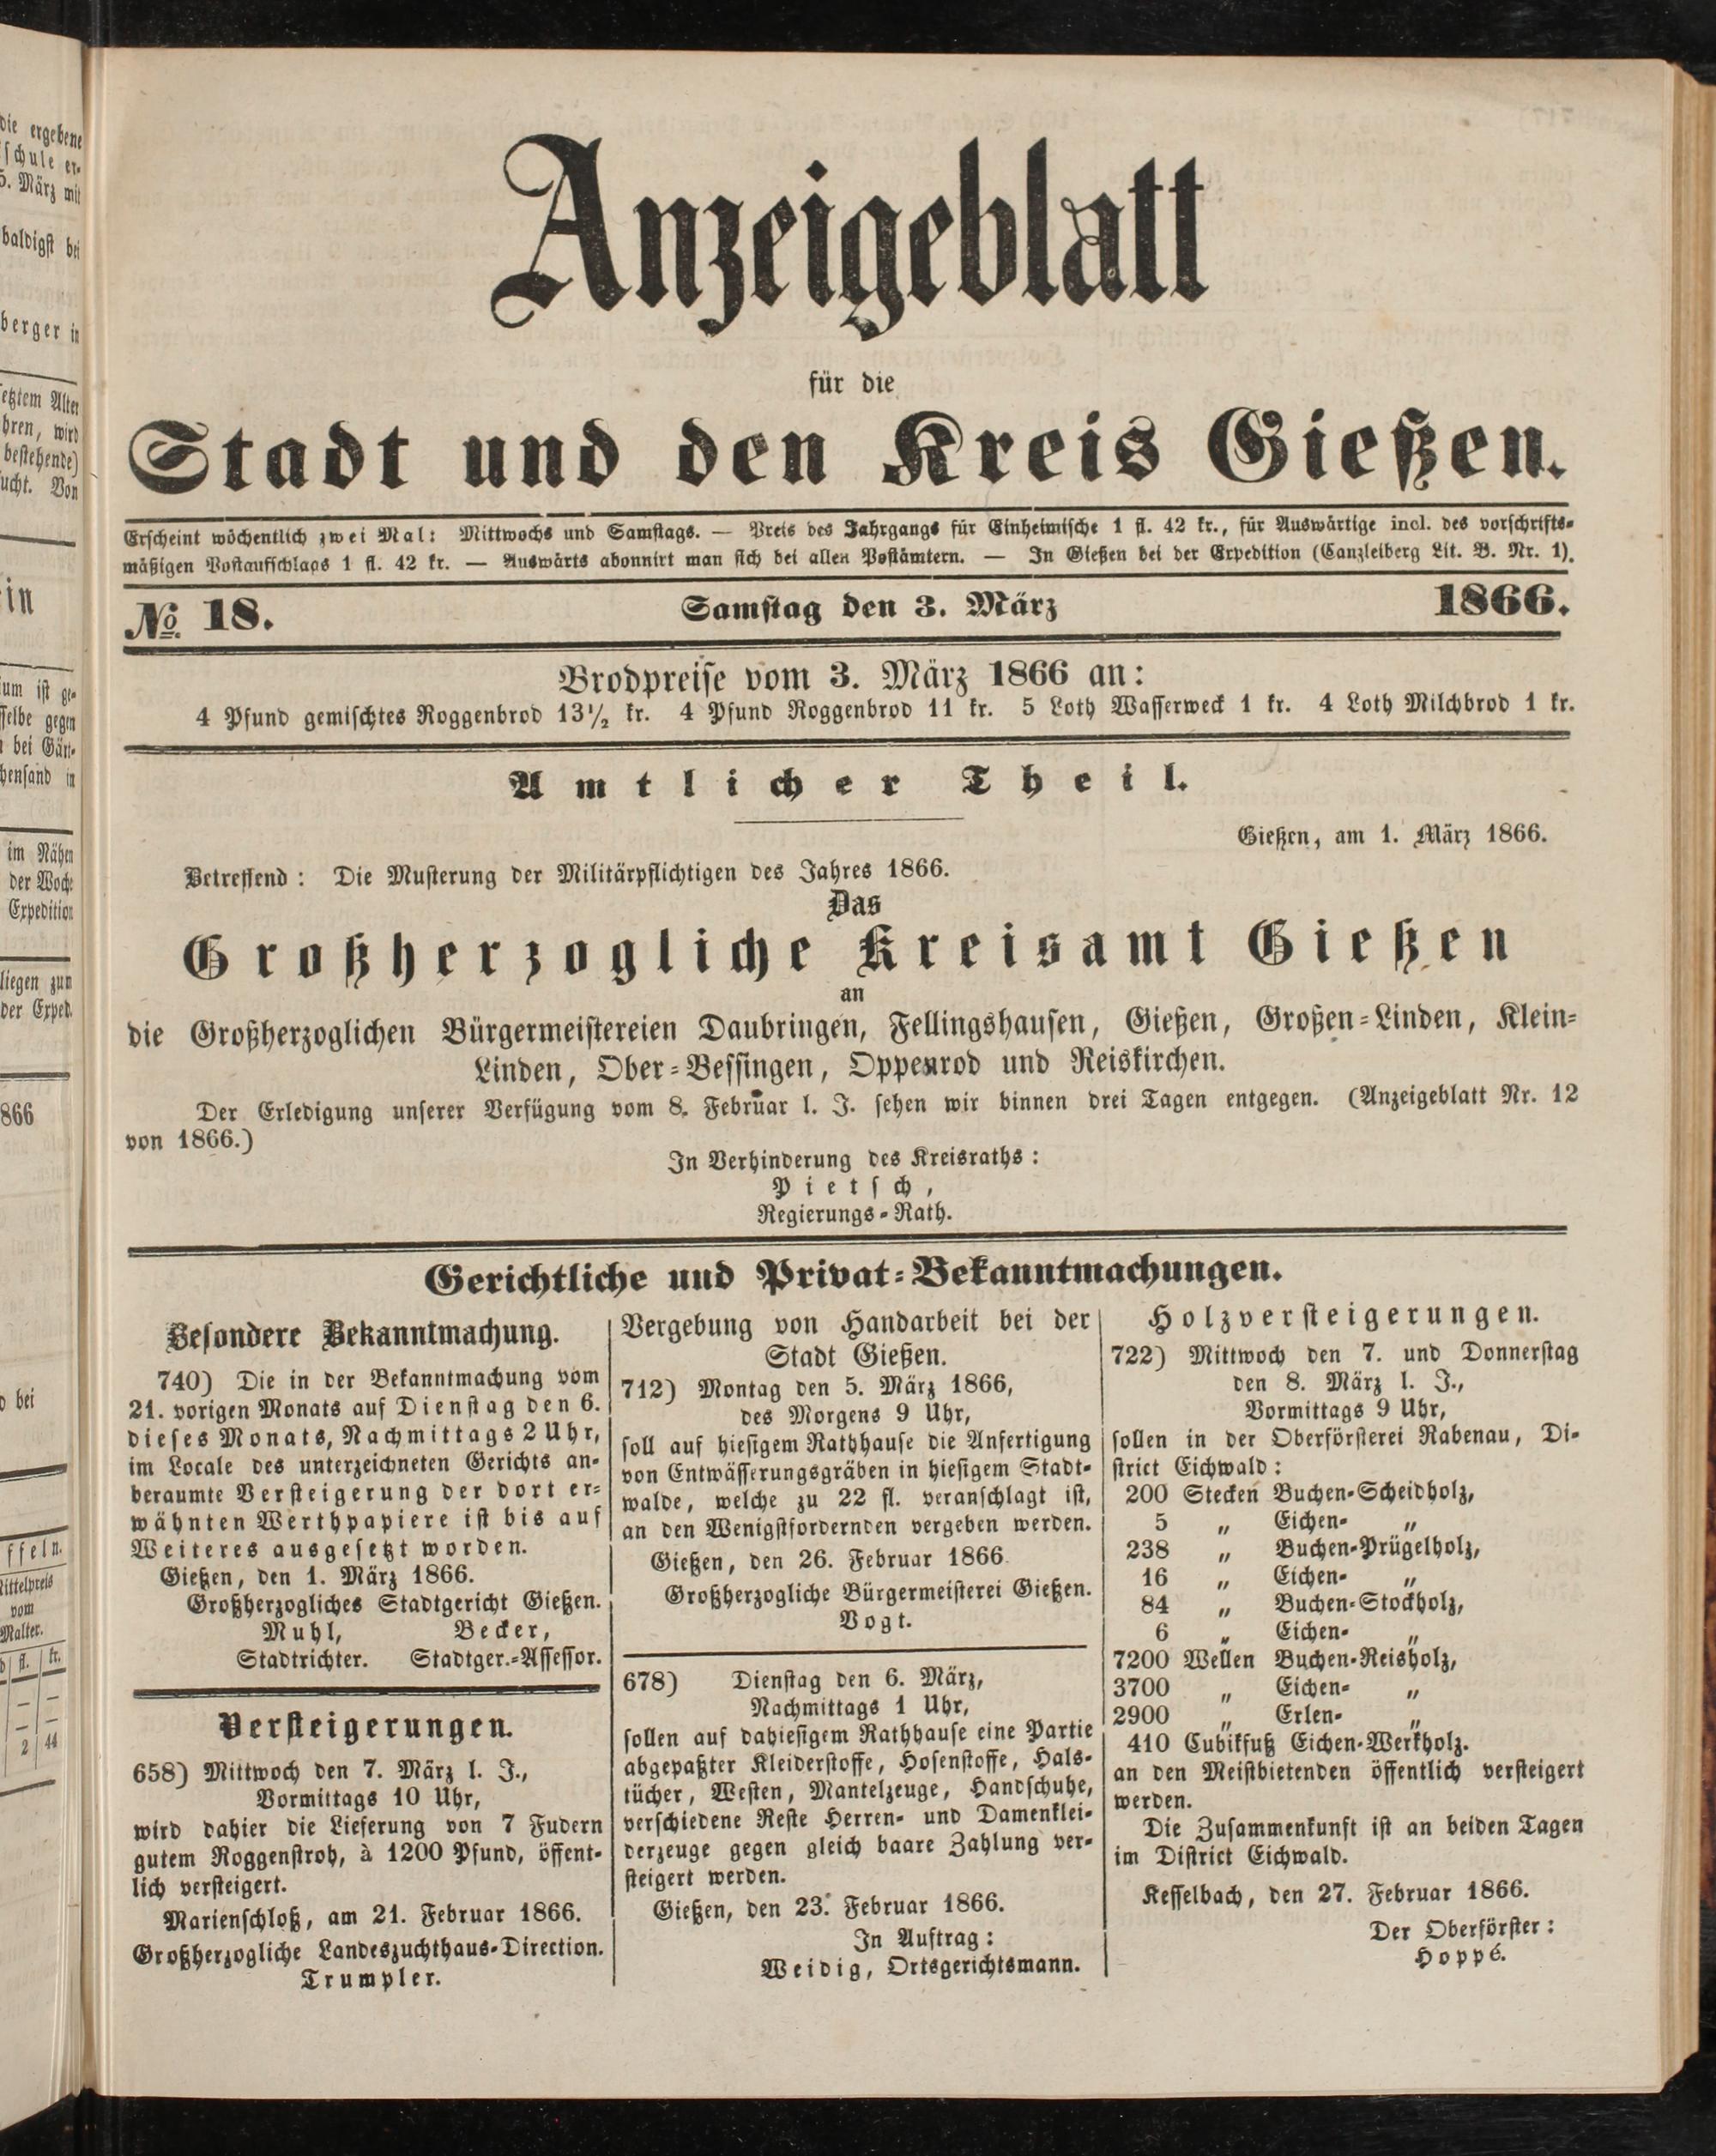 Anzeigeblatt
für die
Stadt und den Kreis Gießen.
Erscheint wöchentlich zwei Mal: Mittwochs und Samstags. — Preis des Jahrgangs für Einheimische 1 fl. 42 kr., für Auswärtige incl. des vorschrifts-
mäßigen Postaufschlags 1 fl. 42 kr. — Auswärts abonnirt man sich bei allen Postämtern. — In Gießen bei der Expedition (Canzleiberg Lit. B. Nr. 1).
No. 18. Samstag den 3. März 1866.
Brodpreise vom 3. März 1866 an:
4 Pfund gemischtes Roggenbrod 13½ kr. 4 Pfund Roggenbrod 11 kr. 5 Loth Wasserweck 1 kr. 4 Loth Milchbrod 1 kr.
Amtlicher Theil.
Gießen, am 1. März 1866.
Betreffend: Die Musterung der Militärpflichtigen des Jahres 1866.
Das
Großherzogliche Kreisamt Gießen
an
die Großherzoglichen Bürgermeistereien Daubringen, Fellingshausen, Gießen, Großen-Linden, Klein-
Linden, Ober-Bessingen, Oppenrod und Reiskirchen.
Der Erledigung unserer Verfügung vom 8. Februar l. J. sehen wir binnen drei Tagen entgegen. (Anzeigeblatt Nr. 12
von 1866.)
In Verhinderung des Kreisraths:
Pietsch,
Regierungs-Rath.
Gerichtliche und Privat-Bekanntmachungen.
Besondere Bekanntmachung.
740) Die in der Bekanntmachung vom
21. vorigen Monats auf Dienstag den 6.
dieses Monats, Nachmittags 2 Uhr,
im Locale des unterzeichneten Gerichts an-
beraumte Versteigerung der dort er-
wähnten Werthpapiere ist bis auf
Weiteres ausgesetzt worden.
Gießen, den 1. März 1866.
Großherzogliches Stadtgericht Gießen.
Muhl, Becker,
Stadtrichter. Stadtger.-Assessor.
Versteigerungen.
658) Mittwoch den 7. März l. J.,
Vormittags 10 Uhr,
wird dahier die Lieferung von 7 Fudern
gutem Roggenstroh, à 1200 Pfund, öffent-
lich versteigert.
Marienschloß, am 21. Februar 1866.
Großherzogliche Landeszuchthaus-Direction.
Trumpler.
Vergebung von Handarbeit bei der
Stadt Gießen.
712) Montag den 5. März 1866,
des Morgens 9 Uhr,
soll auf hiesigem Rathhause die Anfertigung
von Entwässerungsgräben in hiesigem Stadt-
walde, welche zu 22 fl. veranschlagt ist,
an den Wenigstfordernden vergeben werden.
Gießen, den 26. Februar 1866.
Großherzogliche Bürgermeisterei Gießen.
Vogt.
678) Dienstag den 6. März,
Nachmittags 1 Uhr,
sollen auf dahiesigem Rathhause eine Partie
abgepaßter Kleiderstoffe, Hosenstoffe, Hals-
tücher, Westen, Mantelzeuge, Handschuhe,
verschiedene Reste Herren- und Damenklei-
derzeuge gegen gleich baare Zahlung ver-
steigert werden.
Gießen, den 23. Februar 1866.
In Auftrag:
Weidig, Ortsgerichtsmann.
Holzversteigerungen.
722) Mittwoch den 7. und Donnerstag
den 8. März l. J.,
Vormittags 9 Uhr,
sollen in der Oberförsterei Rabenau, Di-
strict Eichwald:
200 Stecken Buchen-Scheidholz,
5 „ Eichen- „
238 „ Buchen-Prügelholz,
16 „ Eichen- „
84 „ Buchen-Stockholz,
6 „ Eichen- „
7200 Wellen Buchen-Reisholz,
3700 „ Eichen- „
2900 „ Erlen- „
410 Cubikfuß Eichen-Werkholz.
an den Meistbietenden öffentlich versteigert
werden.
Die Zusammenkunft ist an beiden Tagen
im District Eichwald.
Kesselbach, den 27. Februar 1866.
Der Oberförster:
Hoppé.